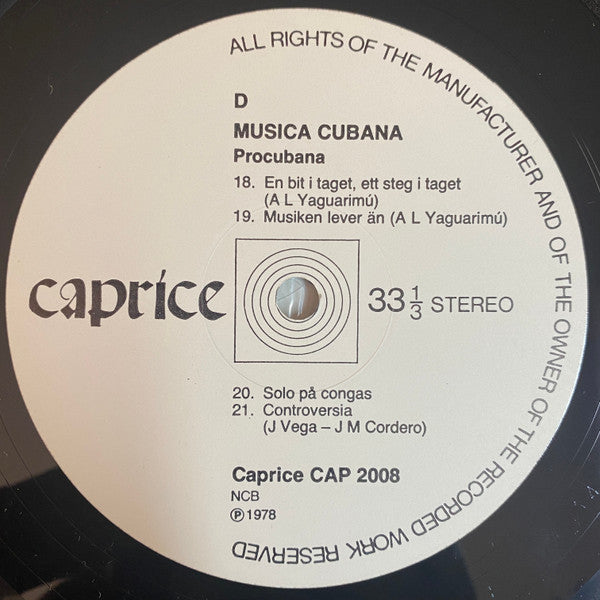 ALL RIGHTS OF THE MANUFACTURER AND OF THE OWNER OF THE RECORDED WORK RESERVED
D
MUSICA CUBANA
Procubana
18. En bit i taget, ett steg i taget
(A L Yaguarimú)
19. Musiken lever än (A L Yaguarimú)
caprice
33 1/3 STEREO
20. Solo på congas
21. Controversia
(J Vega – J M Cordero)
Caprice CAP 2008
NCB
℗ 1978